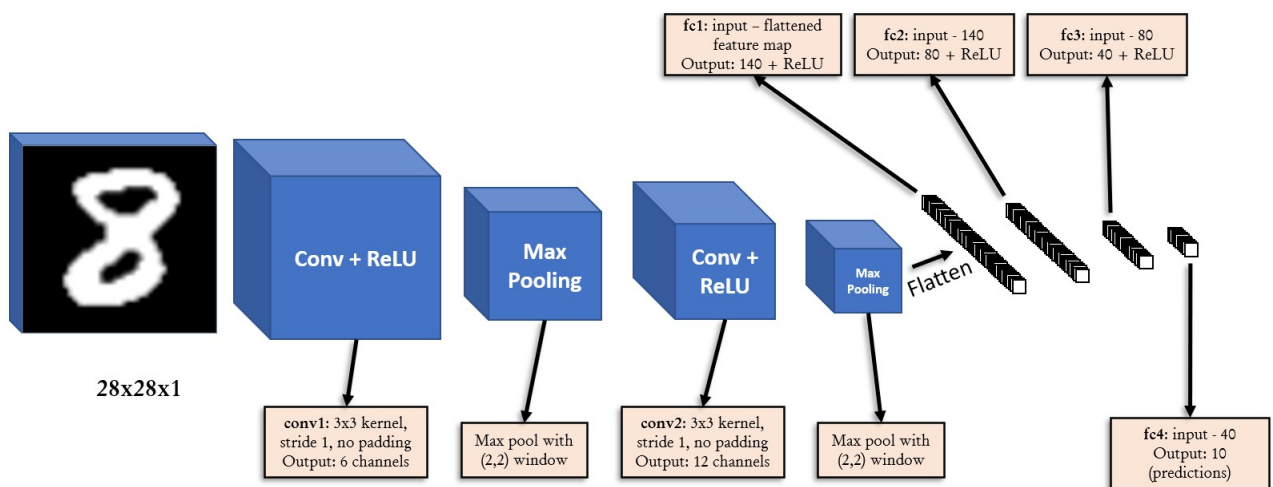 fc1: input – flattened
feature map
Output: 140 + ReLU
fc2: input - 140
Output: 80 + ReLU
fc3: input - 80
Output: 40 + ReLU
8
Conv + ReLU
Max
Pooling
Conv +
ReLU
Max
Pooling
Flatten
28x28x1
conv1: 3x3 kernel,
stride 1, no padding
Output: 6 channels
Max pool with
(2,2) window
conv2: 3x3 kernel,
stride 1, no padding
Output: 12 channels
Max pool with
(2,2) window
fc4: input - 40
Output: 10
(predictions)